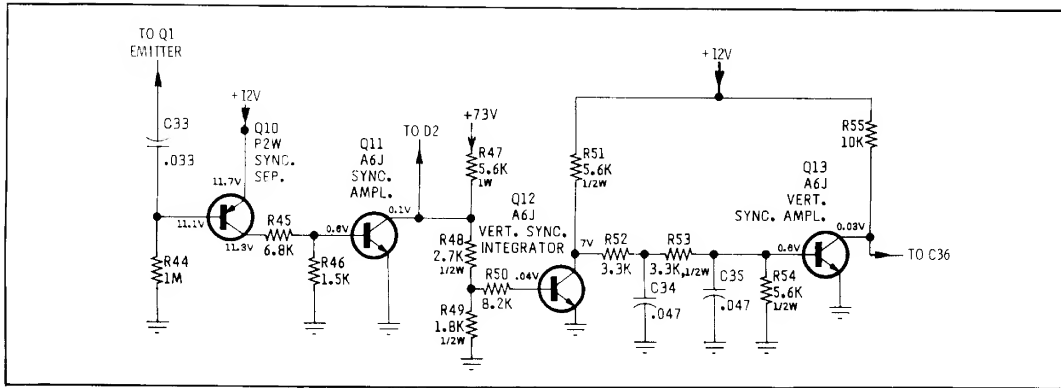 TO Q1
EMITTER
+12V
C33
.033
Q10
P2W
SYNC.
SEP.
11.7V
11.1V
11.3V
R44
1M
R45
6.8K
R46
1.5K
Q11
A6J
SYNC.
AMPL.
0.6V
0.1V
TO D2
+73V
R47
5.6K
1W
R48
2.7K
1/2W
R49
1.8K
1/2W
R50
8.2K
.04V
Q12
A6J
VERT. SYNC.
INTEGRATOR
7V
+12V
R51
5.6K
1/2W
R52
3.3K
R53
3.3K,1/2W
C34
.047
C35
.047
R54
5.6K
1/2W
Q13
A6J
VERT.
SYNC. AMPL.
0.6V
0.03V
R55
10K
TO C36